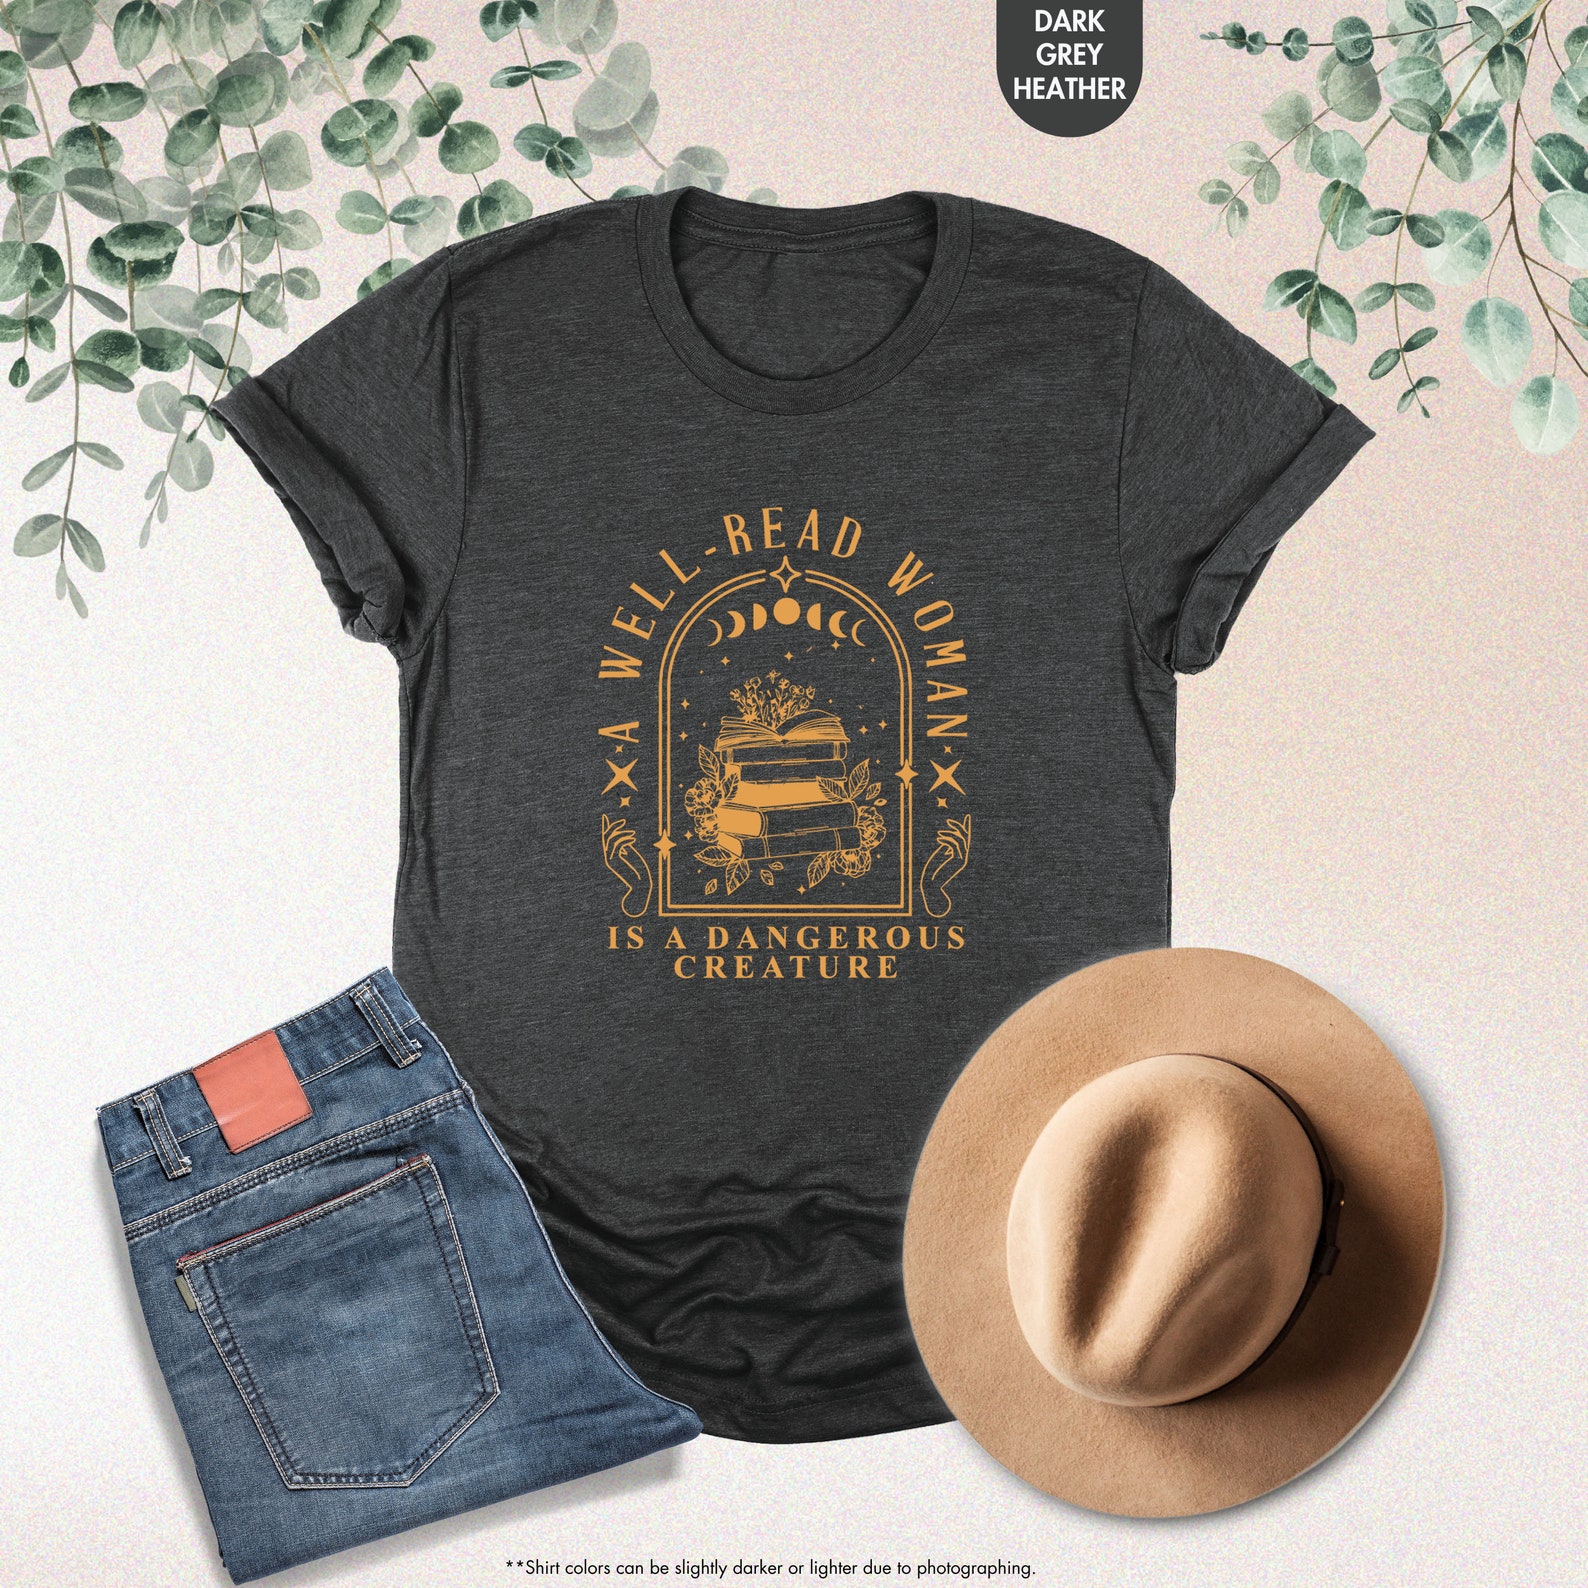 DARK
GREY
HEATHER
A WELL-READ WOMAN
IS A DANGEROUS
CREATURE
**Shirt colors can be slightly darker or lighter due to photographing.